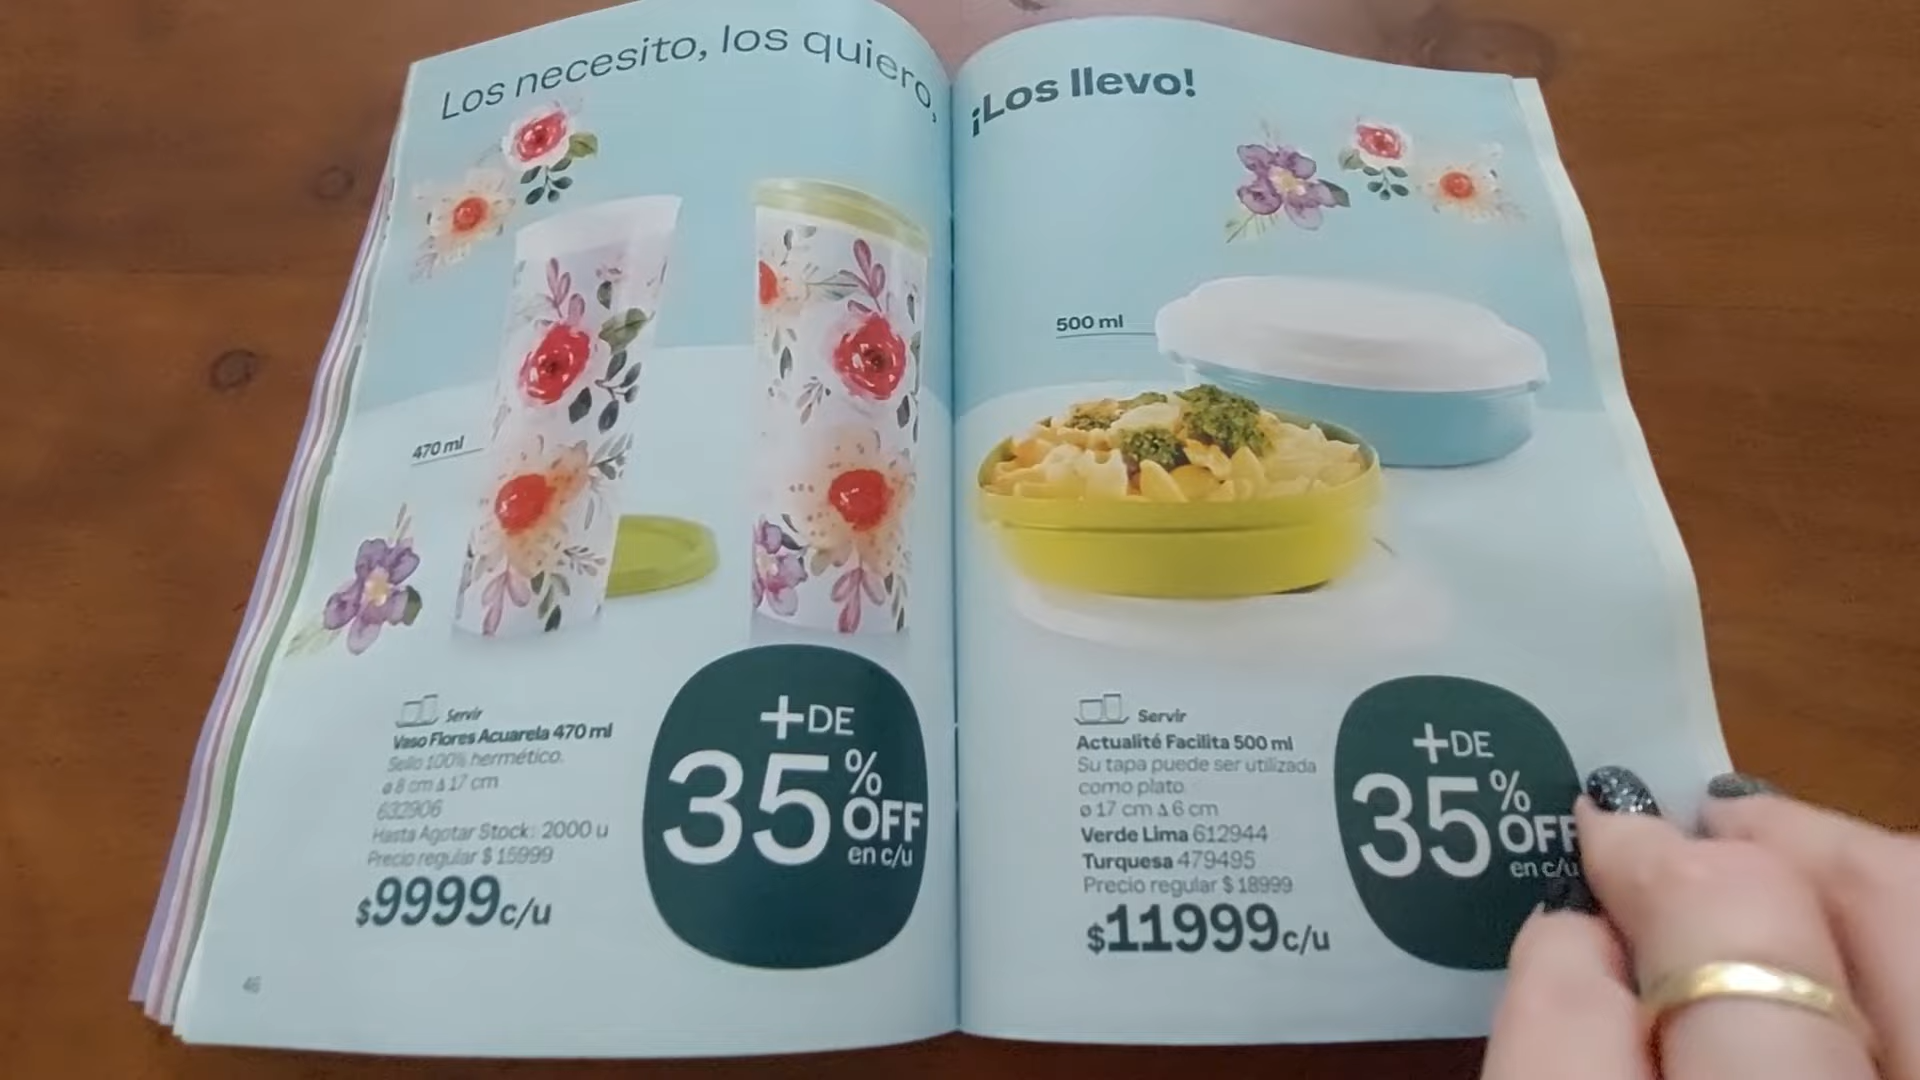 Los necesito, los quiero,
470 ml
Servir
Vaso Flores Acuarela 470 ml
Sello 100% hermético.
ø 8 cm ∆ 17 cm
632906
Hasta Agotar Stock: 2000 u
Precio regular $ 15999
$9999 c/u
+DE
35% OFF
en c/u
46
¡Los llevo!
500 ml
Servir
Actualité Facilita 500 ml
Su tapa puede ser utilizada
como plato.
ø 17 cm ∆ 6 cm
Verde Lima 612944
Turquesa 479495
Precio regular $ 18999
$11999 c/u
+DE
35% OFF
en c/u